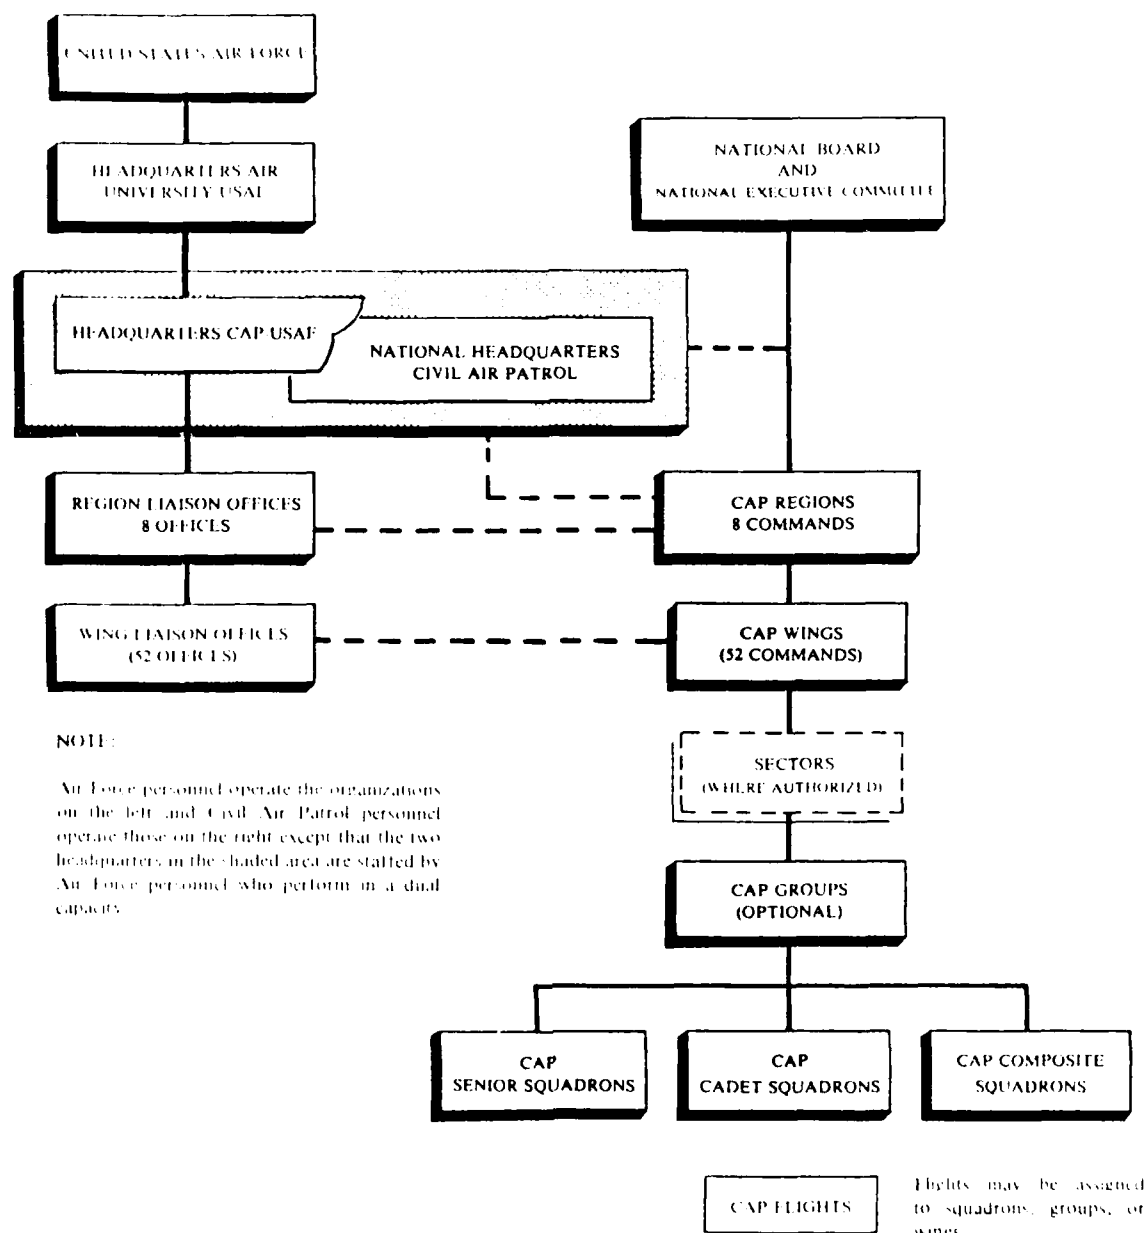 UNITED STATES AIR FORCE
HEADQUARTERS AIR
UNIVERSITY USAF
NATIONAL BOARD
AND
NATIONAL EXECUTIVE COMMITTEE
HEADQUARTERS CAP USAF
NATIONAL HEADQUARTERS
CIVIL AIR PATROL
REGION LIAISON OFFICES
8 OFFICES
CAP REGIONS
8 COMMANDS
WING LIAISON OFFICES
(52 OFFICES)
CAP WINGS
(52 COMMANDS)
NOTE:
Air Force personnel operate the organizations
on the left and Civil Air Patrol personnel
operate those on the right except that the two
headquarters in the shaded area are staffed by
Air Force personnel who perform in a dual
capacity
SECTORS
(WHERE AUTHORIZED)
CAP GROUPS
(OPTIONAL)
CAP
SENIOR SQUADRONS
CAP
CADET SQUADRONS
CAP COMPOSITE
SQUADRONS
CAP FLIGHTS
Flights may be assigned
to squadrons, groups, or
wings